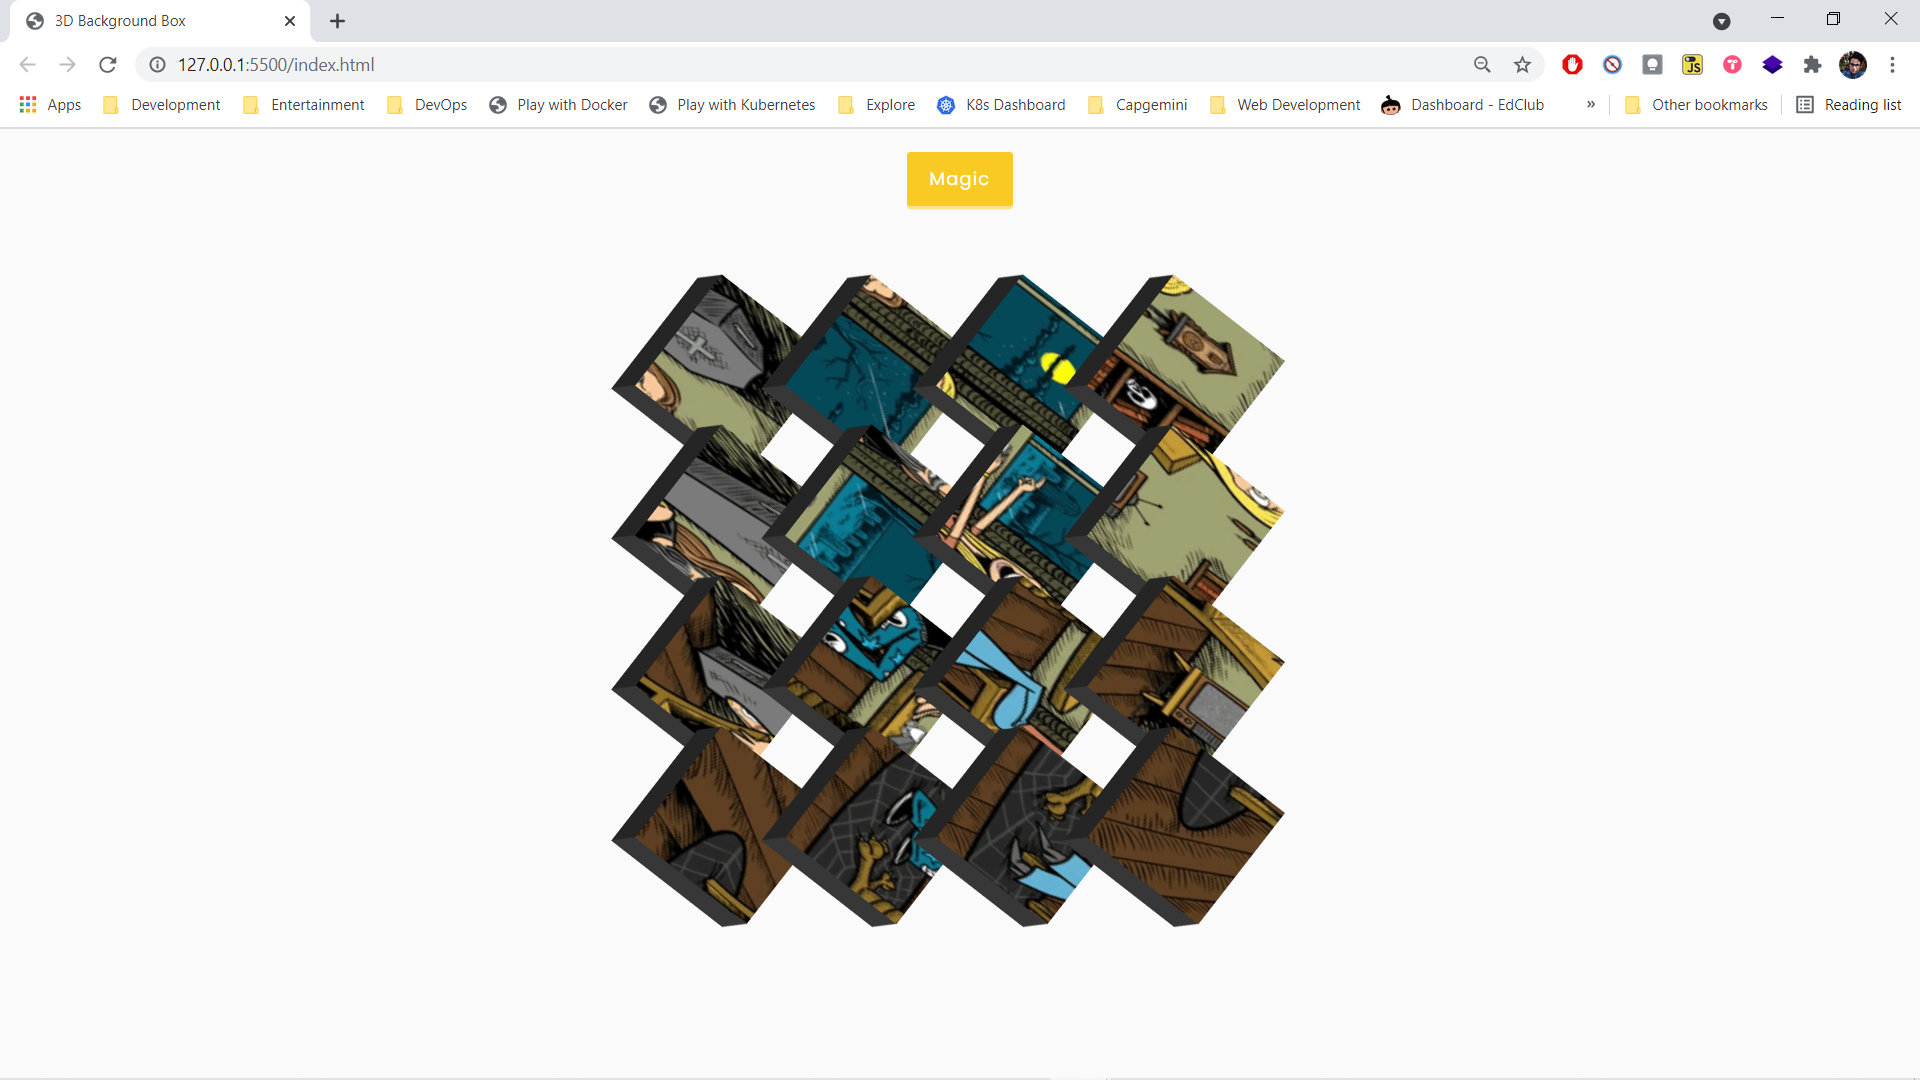 3D Background Box
127.0.0.1:5500/index.html
JS
Apps Development Entertainment DevOps Play with Docker Play with Kubernetes Explore K8s Dashboard Capgemini Web Development Dashboard - EdClub » Other bookmarks Reading list
Magic